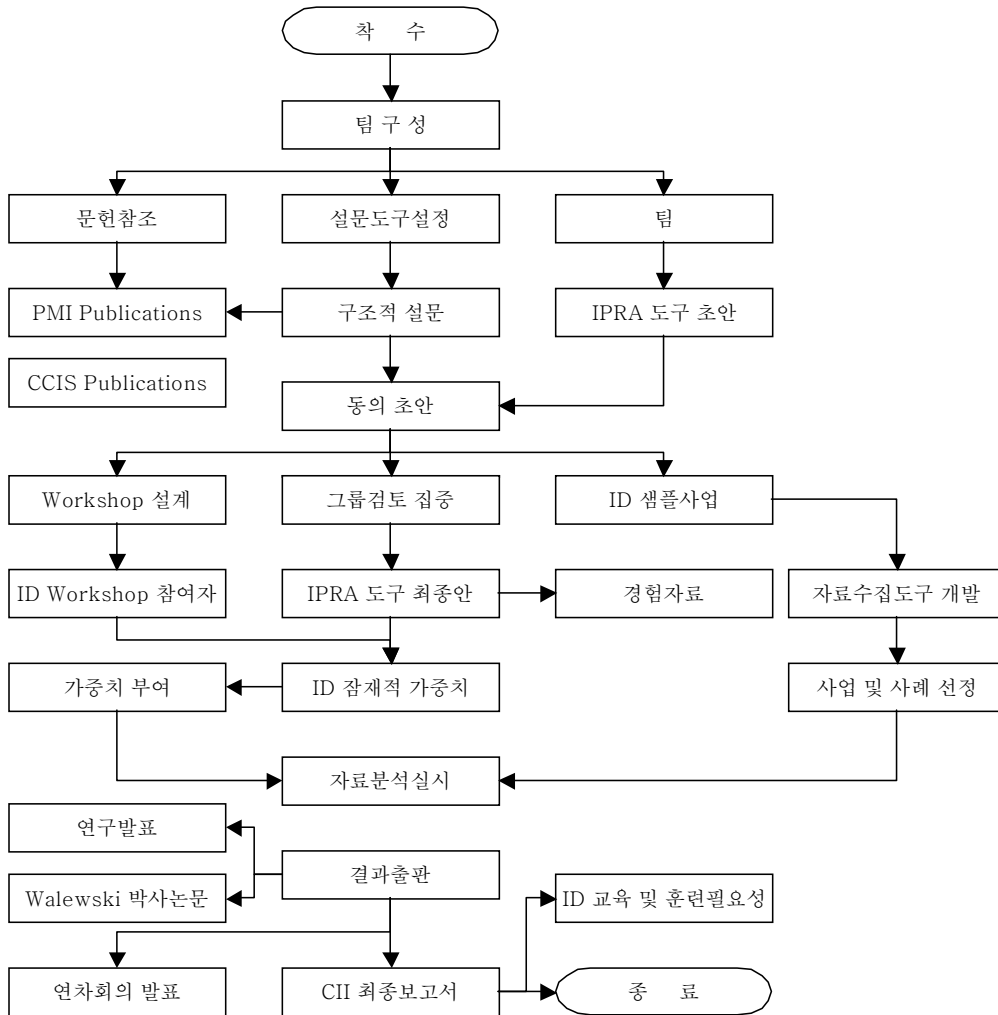 착 수
팀 구 성
문헌참조
설문도구설정
팀
PMI Publications
구조적 설문
IPRA 도구 초안
CCIS Publications
동의 초안
Workshop 설계
그룹검토 집중
ID 샘플사업
ID Workshop 참여자
IPRA 도구 최종안
경험자료
자료수집도구 개발
가중치 부여
ID 잠재적 가중치
사업 및 사례 선정
자료분석실시
연구발표
결과출판
Walewski 박사논문
ID 교육 및 훈련필요성
연차회의 발표
CII 최종보고서
종 료